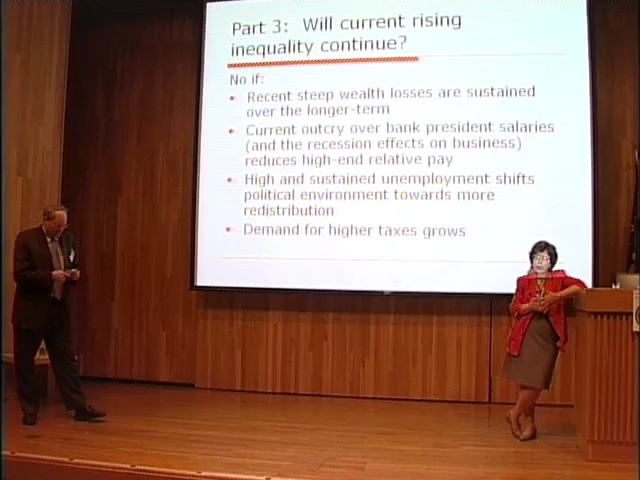 Part 3: Will current rising
inequality continue?
No if:
Recent steep wealth losses are sustained
over the longer-term
Current outcry over bank president salaries
(and the recession effects on business)
reduces high-end relative pay
High and sustained unemployment shifts
political environment towards more
redistribution
Demand for higher taxes grows